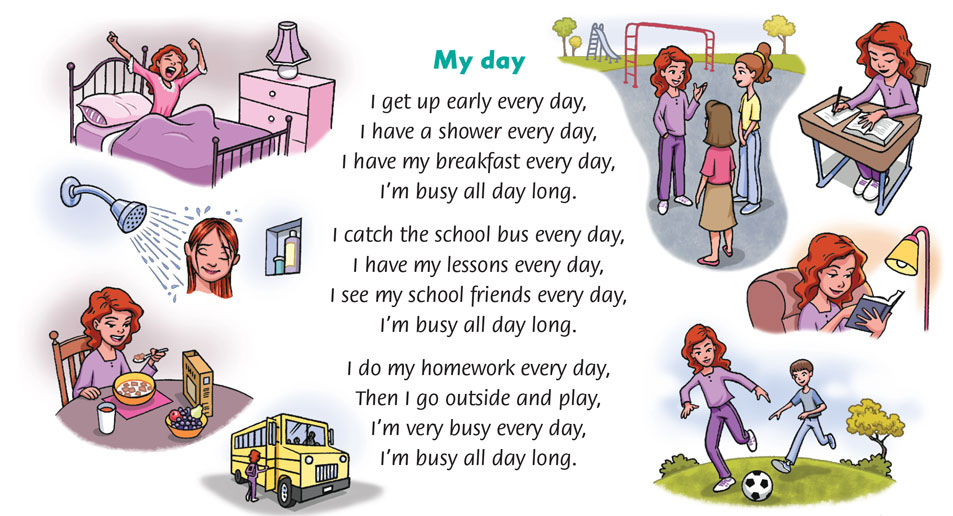 My day
I get up early every day,
I have a shower every day,
I have my breakfast every day,
I'm busy all day long.
I catch the school bus every day,
I have my lessons every day,
I see my school friends every day,
I'm busy all day long.
I do my homework every day,
Then I go outside and play,
I'm very busy every day,
I'm busy all day long.